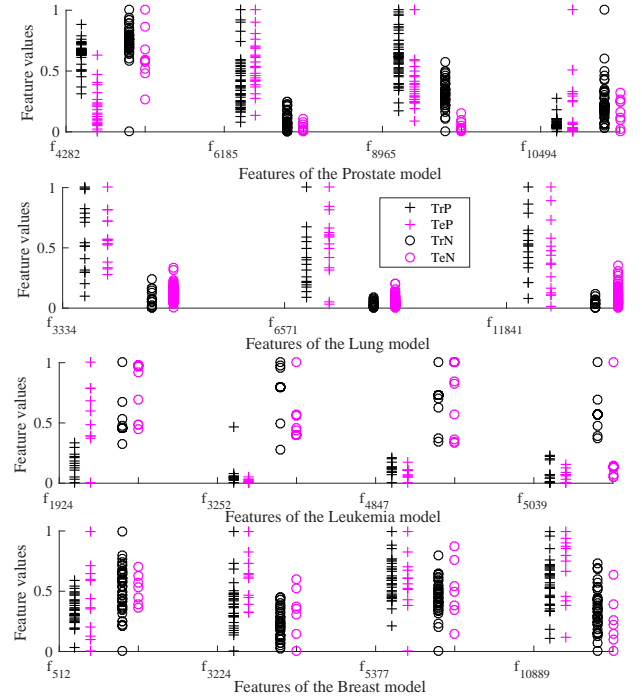 1
0.5
0
Feature values
f4282 f6185 f8965 f10494
Features of the Prostate model
1
0.5
0
Feature values
TrP
TeP
TrN
TeN
f3334 f6571 f11841
Features of the Lung model
1
0.5
0
Feature values
f1924 f3252 f4847 f5039
Features of the Leukemia model
1
0.5
0
Feature values
f512 f3224 f5377 f10889
Features of the Breast model